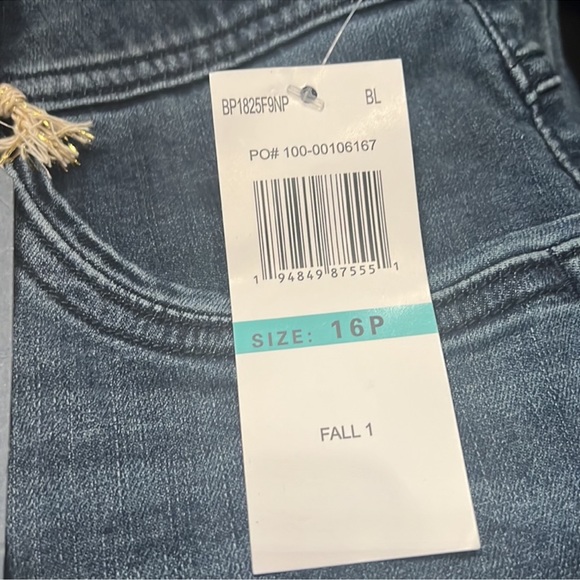 BP1825F9NP BL
PO# 100-00106167
1 94849 87555 1
SIZE: 16P
FALL 1